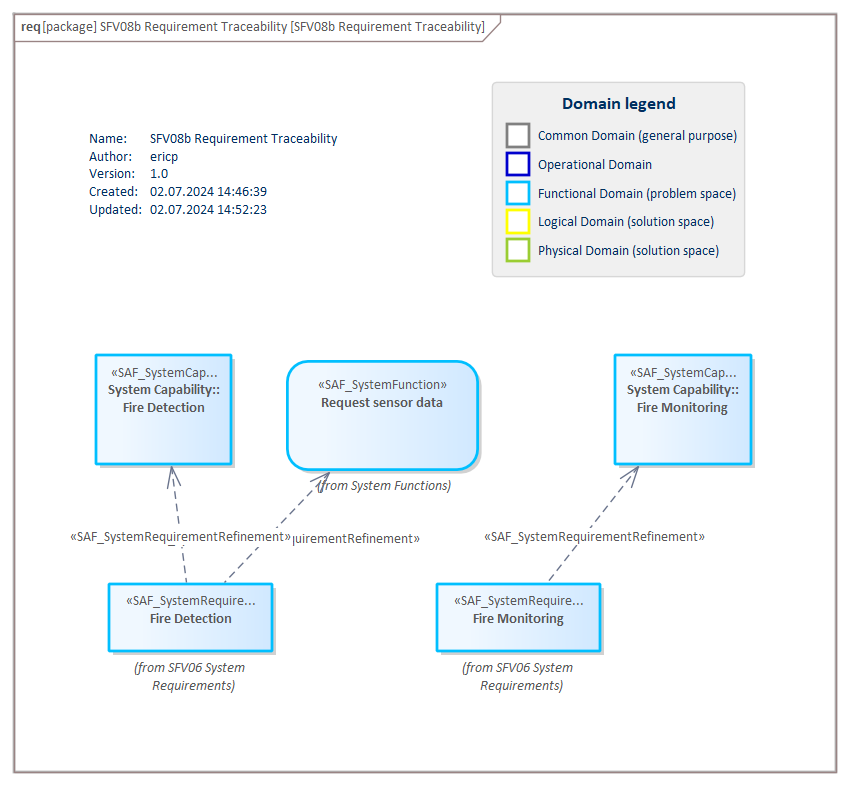 req [package] SFV08b Requirement Traceability [SFV08b Requirement Traceability]
Domain legend
Common Domain (general purpose)
Operational Domain
Functional Domain (problem space)
Logical Domain (solution space)
Physical Domain (solution space)
Name: SFV08b Requirement Traceability
Author: ericp
Version: 1.0
Created: 02.07.2024 14:46:39
Updated: 02.07.2024 14:52:23
«SAF_SystemCap...
System Capability::
Fire Detection
«SAF_SystemFunction»
Request sensor data
(from System Functions)
«SAF_SystemCap...
System Capability::
Fire Monitoring
«SAF_SystemRequirementRefinement»
quirementRefinement»
«SAF_SystemRequirementRefinement»
«SAF_SystemRequire...
Fire Detection
(from SFV06 System
Requirements)
«SAF_SystemRequire...
Fire Monitoring
(from SFV06 System
Requirements)